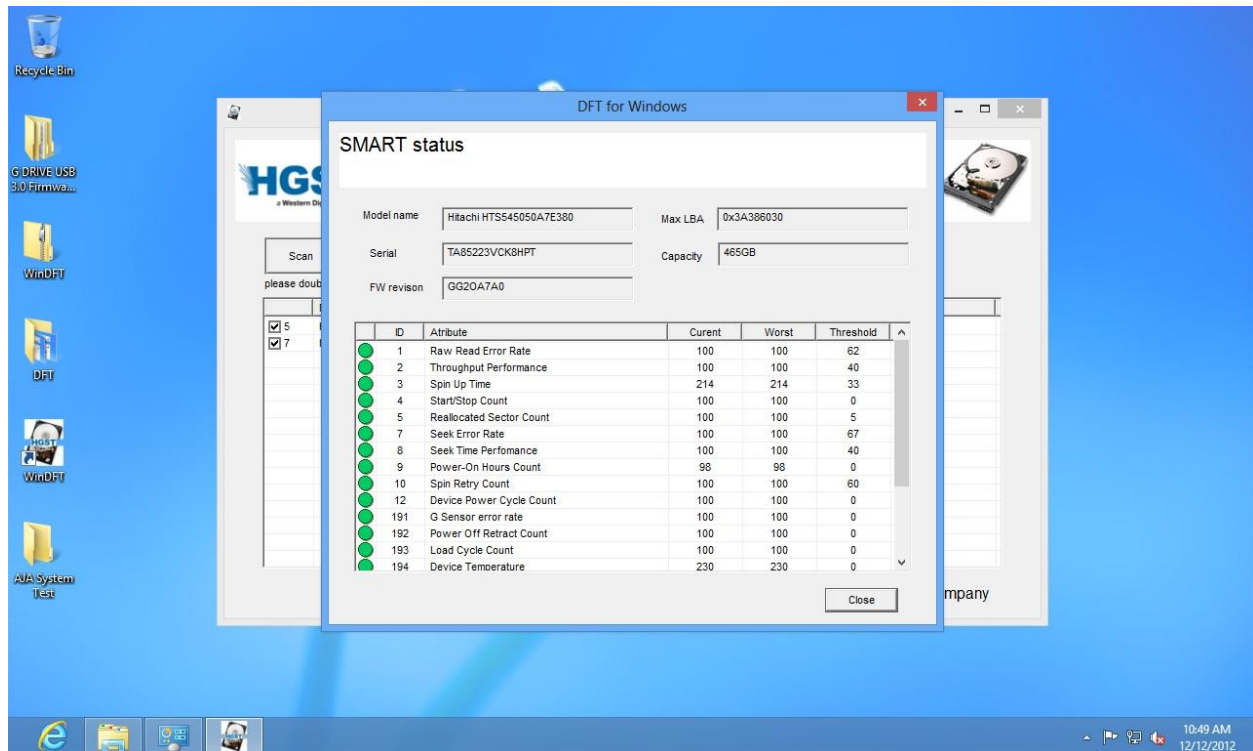 Recycle Bin
G DRIVE USB
3.0 Firmwa...
WinDFT
DFT
HGST
WinDFT
AJA System
Test
DFT for Windows
HGS
a Western Di
Scan
please doub
5
7
mpany
SMART status
Model name Hitachi HTS545050A7E380 Max LBA 0x3A386030
Serial TA85223VCK8HPT Capacity 465GB
FW revison GG2OA7A0
ID Atribute Curent Worst Threshold
1 Raw Read Error Rate 100 100 62
2 Throughput Performance 100 100 40
3 Spin Up Time 214 214 33
4 Start/Stop Count 100 100 0
5 Reallocated Sector Count 100 100 5
7 Seek Error Rate 100 100 67
8 Seek Time Perfomance 100 100 40
9 Power-On Hours Count 98 98 0
10 Spin Retry Count 100 100 60
12 Device Power Cycle Count 100 100 0
191 G Sensor error rate 100 100 0
192 Power Off Retract Count 100 100 0
193 Load Cycle Count 100 100 0
194 Device Temperature 230 230 0
Close
10:49 AM
12/12/2012